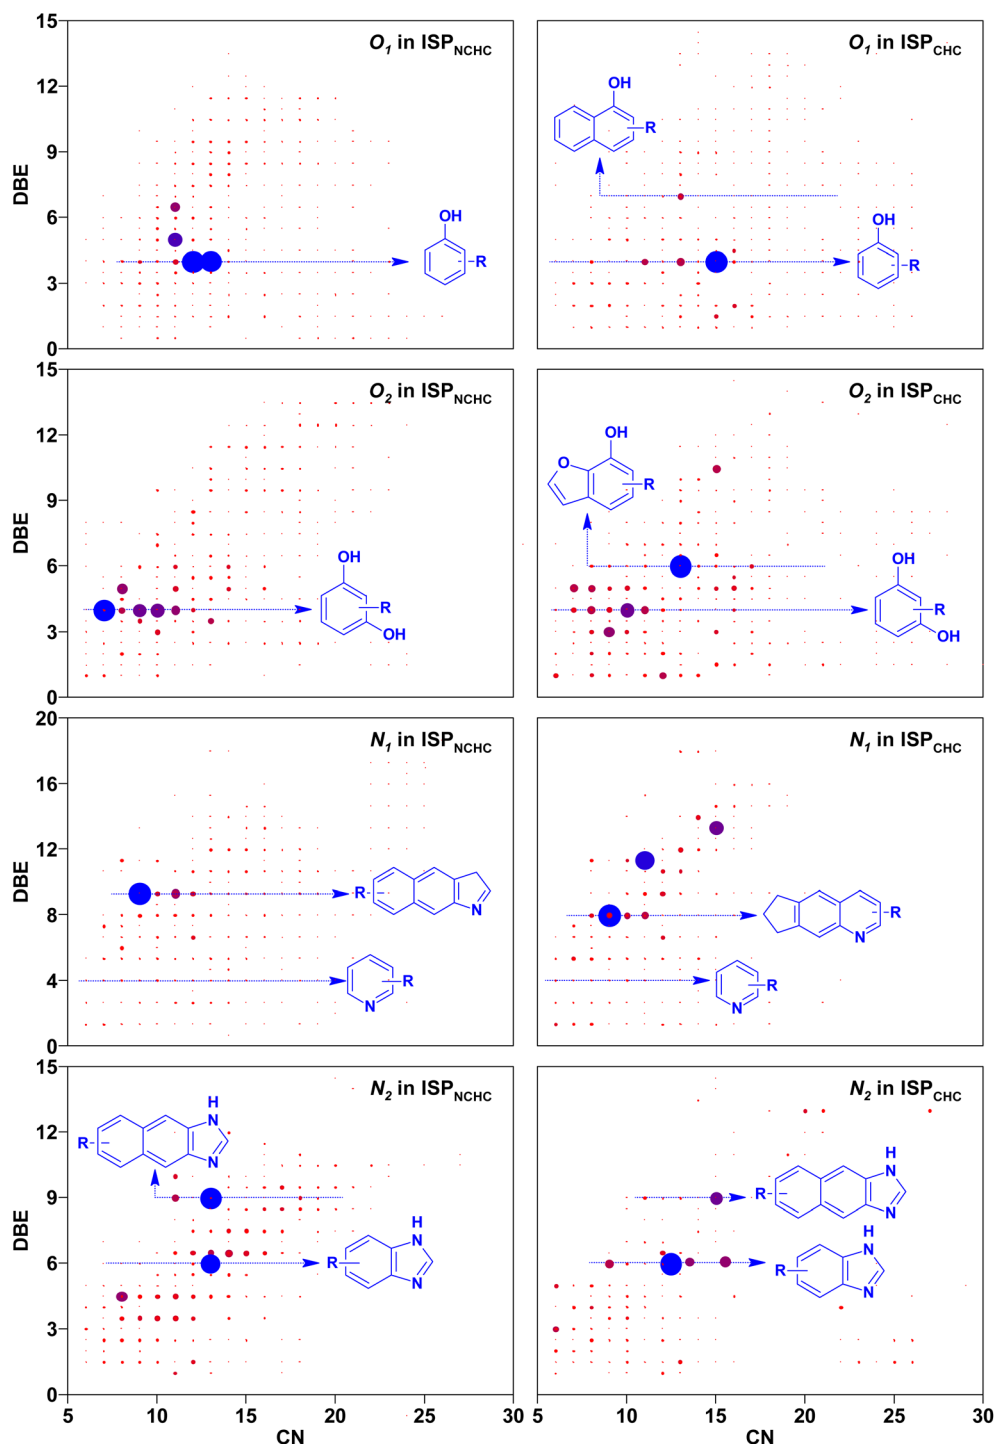 O1 in ISPNCHC
O1 in ISPCHC
15
12
9
6
3
0
DBE
OH
R
OH
R
OH
R
O2 in ISPNCHC
O2 in ISPCHC
15
12
9
6
3
0
DBE
OH
R
OH
OH
O
R
OH
R
OH
N1 in ISPNCHC
N1 in ISPCHC
20
16
12
8
4
0
DBE
R
N
R
N
R
N
R
N
N2 in ISPNCHC
N2 in ISPCHC
15
12
9
6
3
0
DBE
H
N
R
N
H
N
R
N
H
N
R
N
H
N
R
N
5 10 15 20 25 30
5 10 15 20 25 30
CN
CN